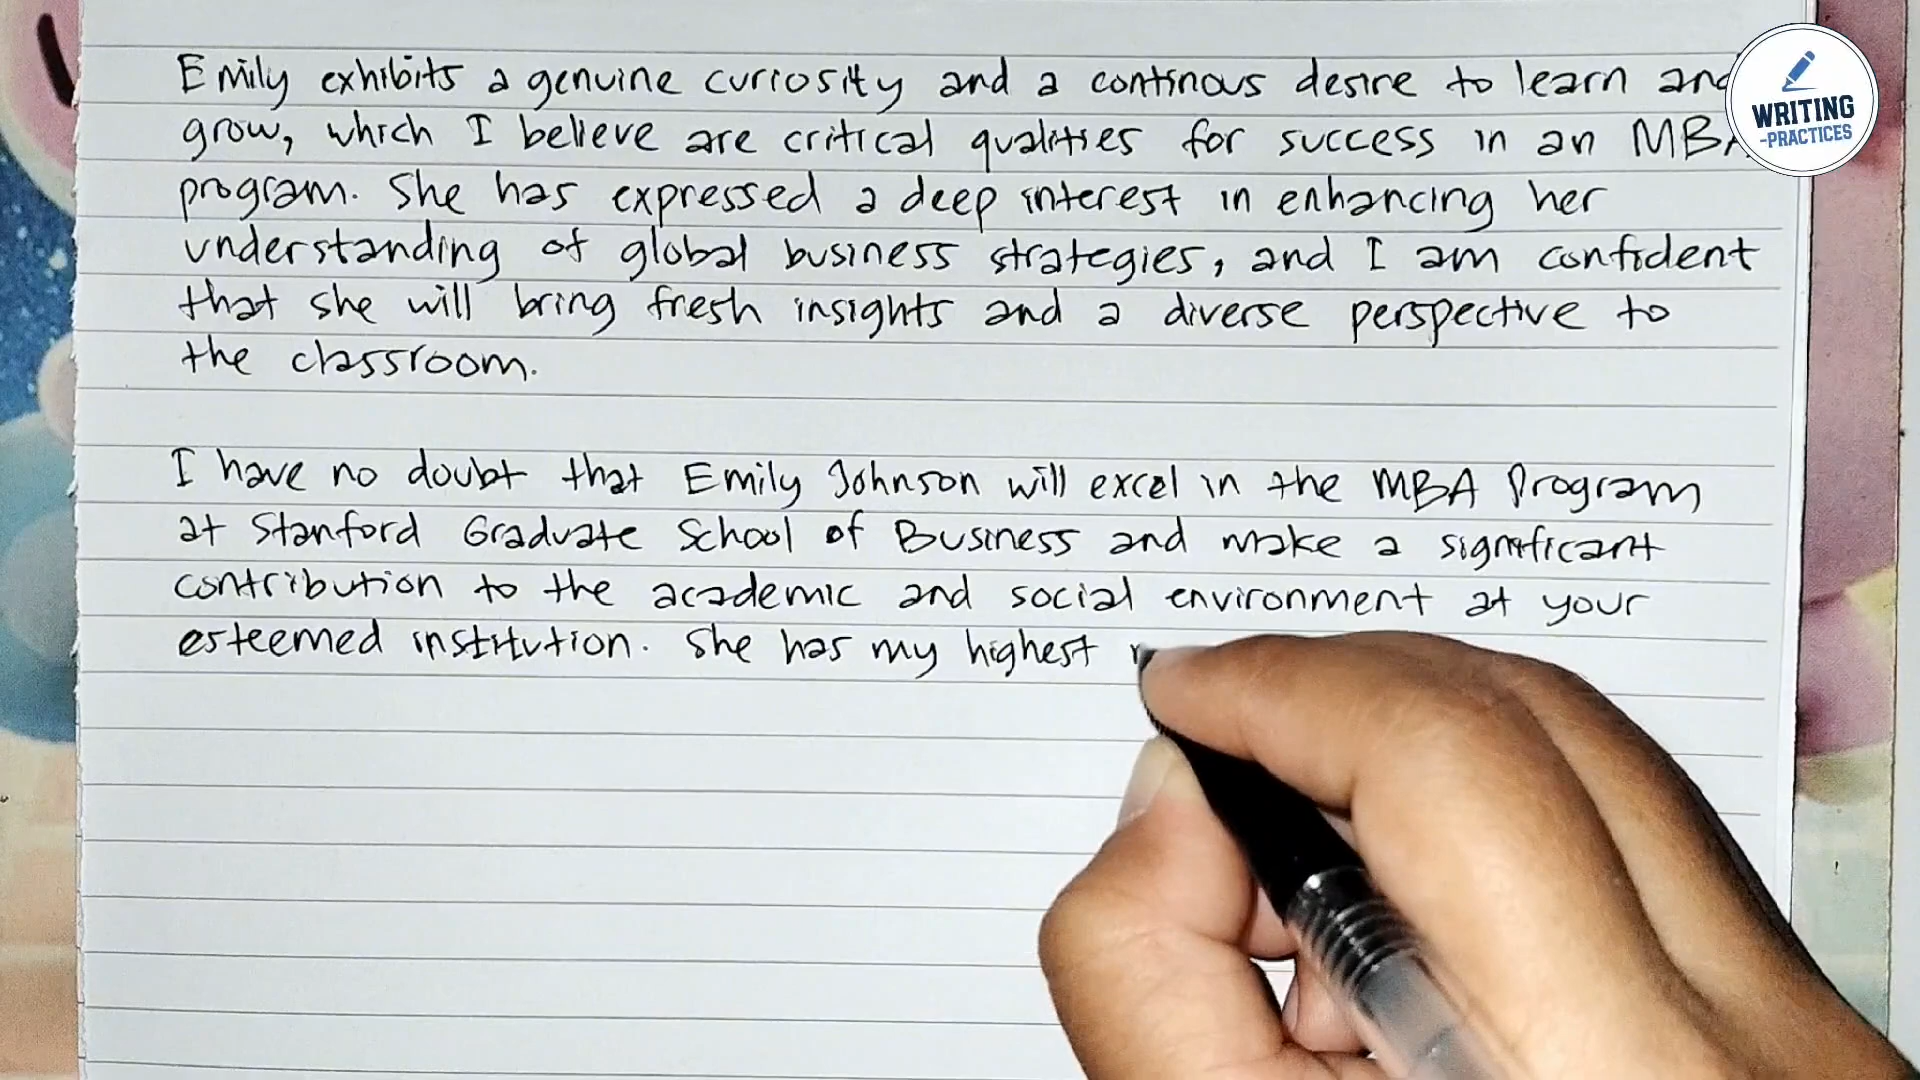 Emily exhibits a genuine curiosity and a continous desire to learn and
grow, which I believe are critical qualities for success in an MBA
program. She has expressed a deep interest in enhancing her
understanding of global business strategies, and I am confident
that she will bring fresh insights and a diverse perspective to
the classroom.
I have no doubt that Emily Johnson will excel in the MBA Program
at Stanford Graduate School of Business and make a significant
contribution to the academic and social environment at your
esteemed institution. She has my highest
WRITING
-PRACTICES